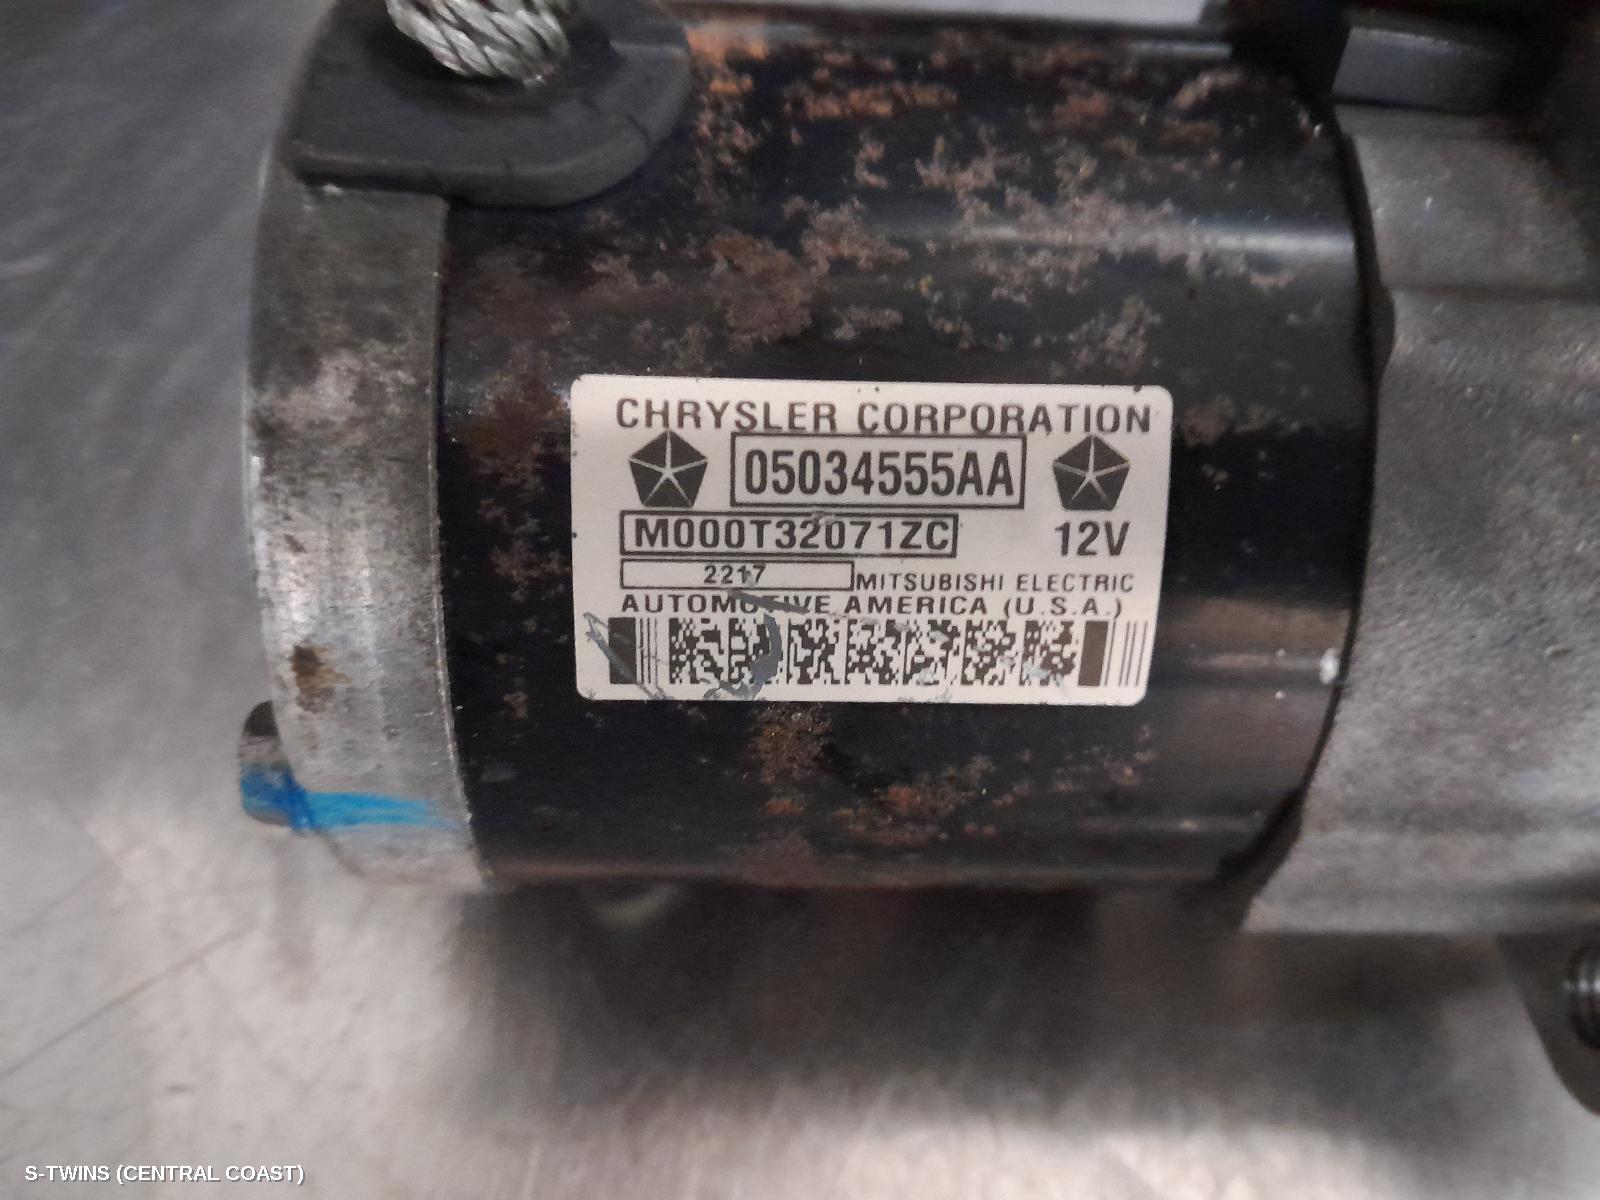 CHRYSLER CORPORATION
05034555AA
M000T32071ZC 12V
2217 MITSUBISHI ELECTRIC
AUTOMOTIVE AMERICA (U.S.A.)
S-TWINS (CENTRAL COAST)